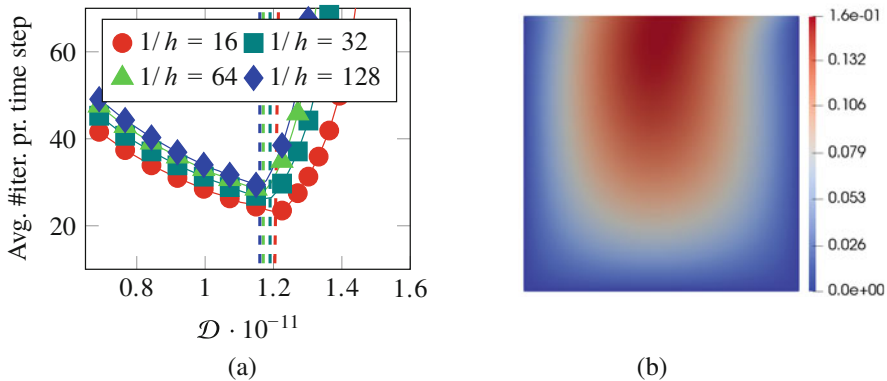 1/h = 16 1/h = 32
1/h = 64 1/h = 128
Avg. #iter. pr. time step
60
40
20
0.8 1 1.2 1.4 1.6
𝒟 · 10⁻¹¹
(a)
1.6e-01
0.132
0.106
0.079
0.053
0.026
0.0e+00
(b)